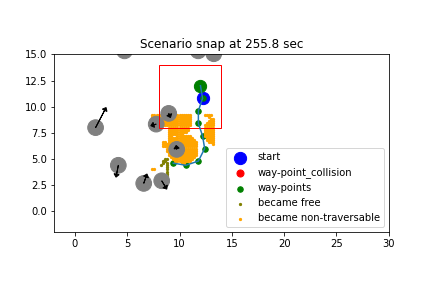 Scenario snap at 255.8 sec
15.0
12.5
10.0
7.5
5.0
2.5
0.0
start
way-point_collision
way-points
became free
became non-traversable
0 5 10 15 20 25 30